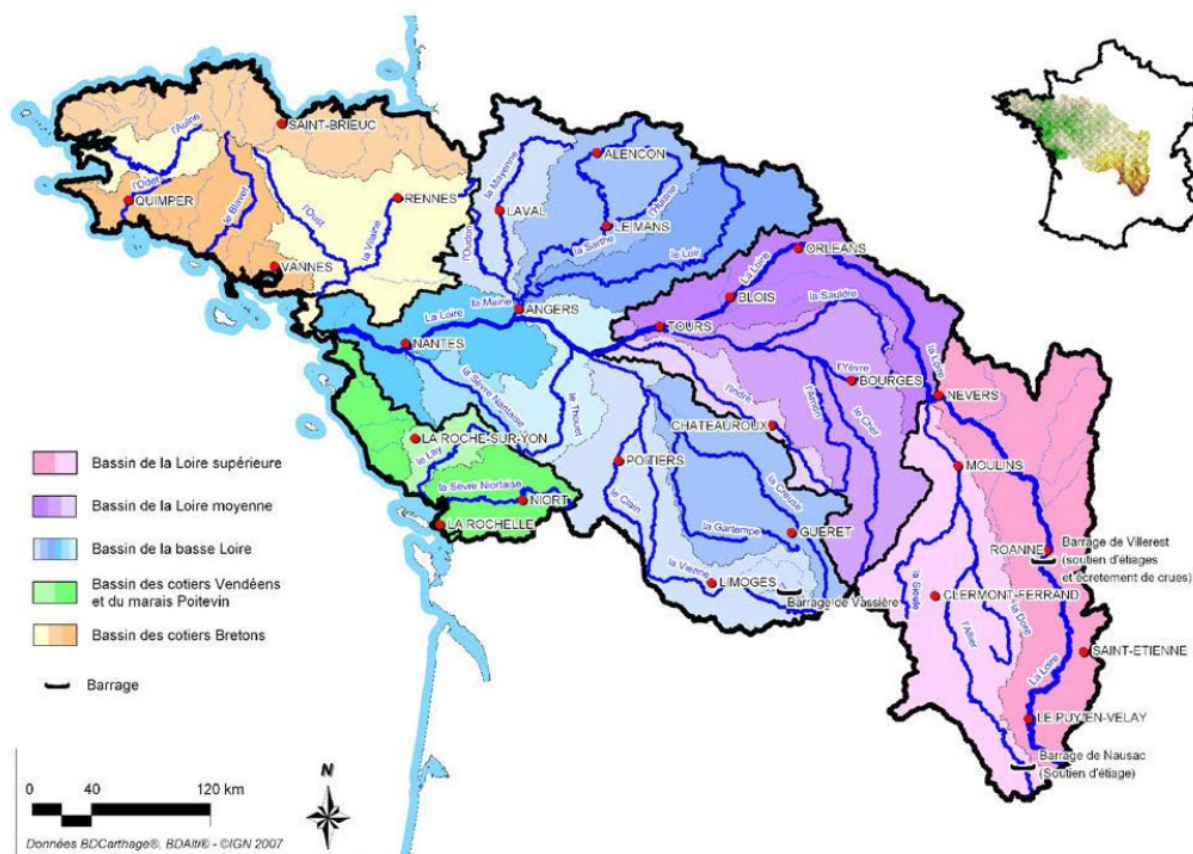 SAINT-BRIEUC
l'Aulne
l'Odet
QUIMPER
le Blavet
l'Oust
la Vilaine
RENNES
VANNES
ALENCON
la Mayenne
LAVAL
l'Huisne
LE MANS
la Sarthe
l'Oudon
le Loir
la Maine
ANGERS
La Loire
NANTES
ORLEANS
La Loire
BLOIS
la Sauldre
TOURS
la Loire
l'Yèvre
BOURGES
NEVERS
l'Indre
l'Arnon
le Cher
CHATEAUROUX
la Sèvre Nantaise
le Thouet
LA ROCHE-SUR-YON
le Lay
la Sèvre Niortaise
NIORT
LA ROCHELLE
POITIERS
le Clain
la Creuse
la Gartempe
GUERET
la Vienne
LIMOGES
Barrage de Vassière
MOULINS
ROANNE
Barrage de Villerest
(soutien d'étiages
et écretement de crues)
la Sioule
CLERMONT-FERRAND
la Dore
l'Allier
SAINT-ETIENNE
La Loire
LE PUY-EN-VELAY
Barrage de Nausac
(Soutien d'étiage)
Bassin de la Loire supérieure
Bassin de la Loire moyenne
Bassin de la basse Loire
Bassin des cotiers Vendéens
et du marais Poitevin
Bassin des cotiers Bretons
Barrage
0 40 120 km
N
Données BDCarthage®, BDAlti® - ©IGN 2007